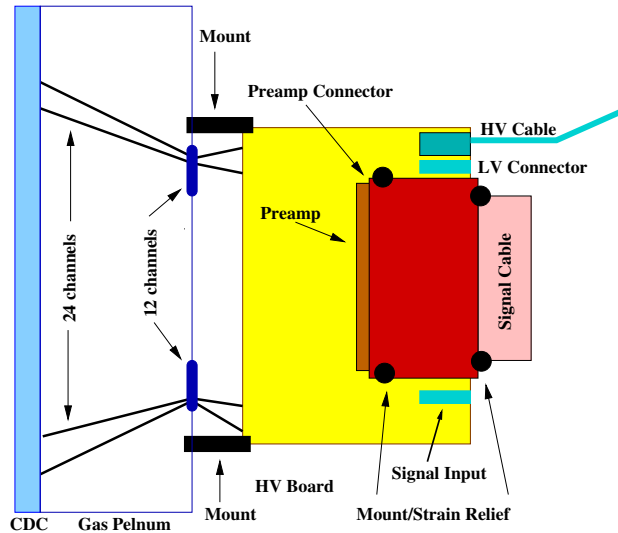 Mount
Preamp Connector
HV Cable
LV Connector
Preamp
24 channels
12 channels
Signal Cable
Signal Input
HV Board
Mount
Mount/Strain Relief
CDC
Gas Pelnum